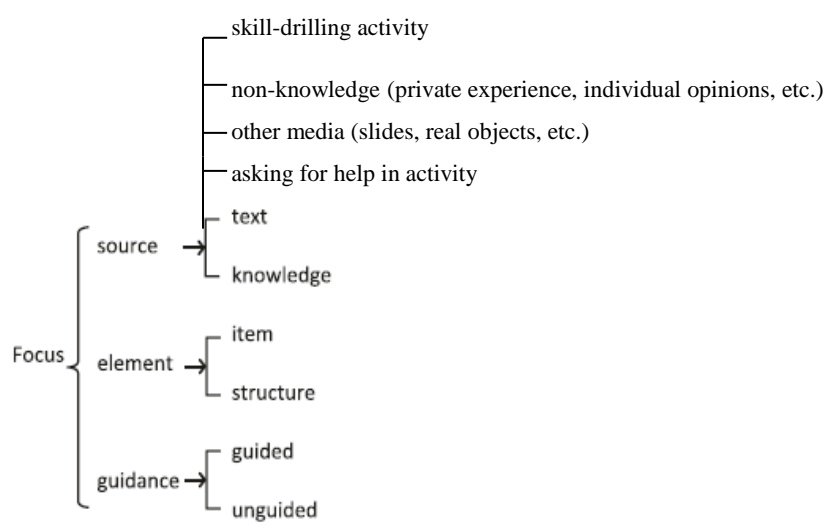 skill-drilling activity
non-knowledge (private experience, individual opinions, etc.)
other media (slides, real objects, etc.)
asking for help in activity
text
source
knowledge
item
Focus
element
structure
guided
guidance
unguided